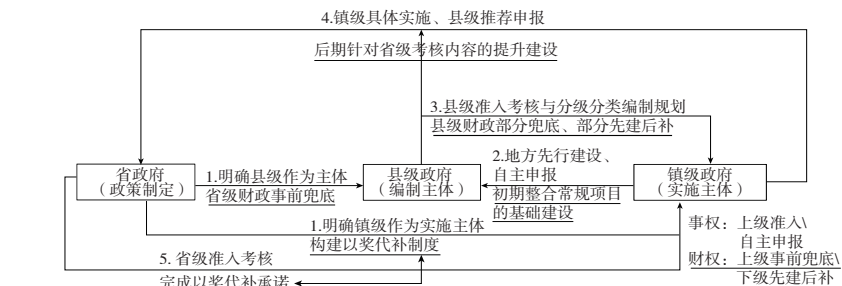 4.镇级具体实施、县级推荐申报
后期针对省级考核内容的提升建设
3.县级准入考核与分级分类编制规划
县级财政部分兜底、部分先建后补
省政府
（政策制定）
1.明确县级作为主体
省级财政事前兜底
县级政府
（编制主体）
2.地方先行建设、
自主申报
初期整合常规项目
的基础建设
镇级政府
（实施主体）
1.明确镇级作为实施主体
构建以奖代补制度
事权：上级准入\
自主申报
财权：上级事前兜底\
下级先建后补
5. 省级准入考核
完成以奖代补承诺